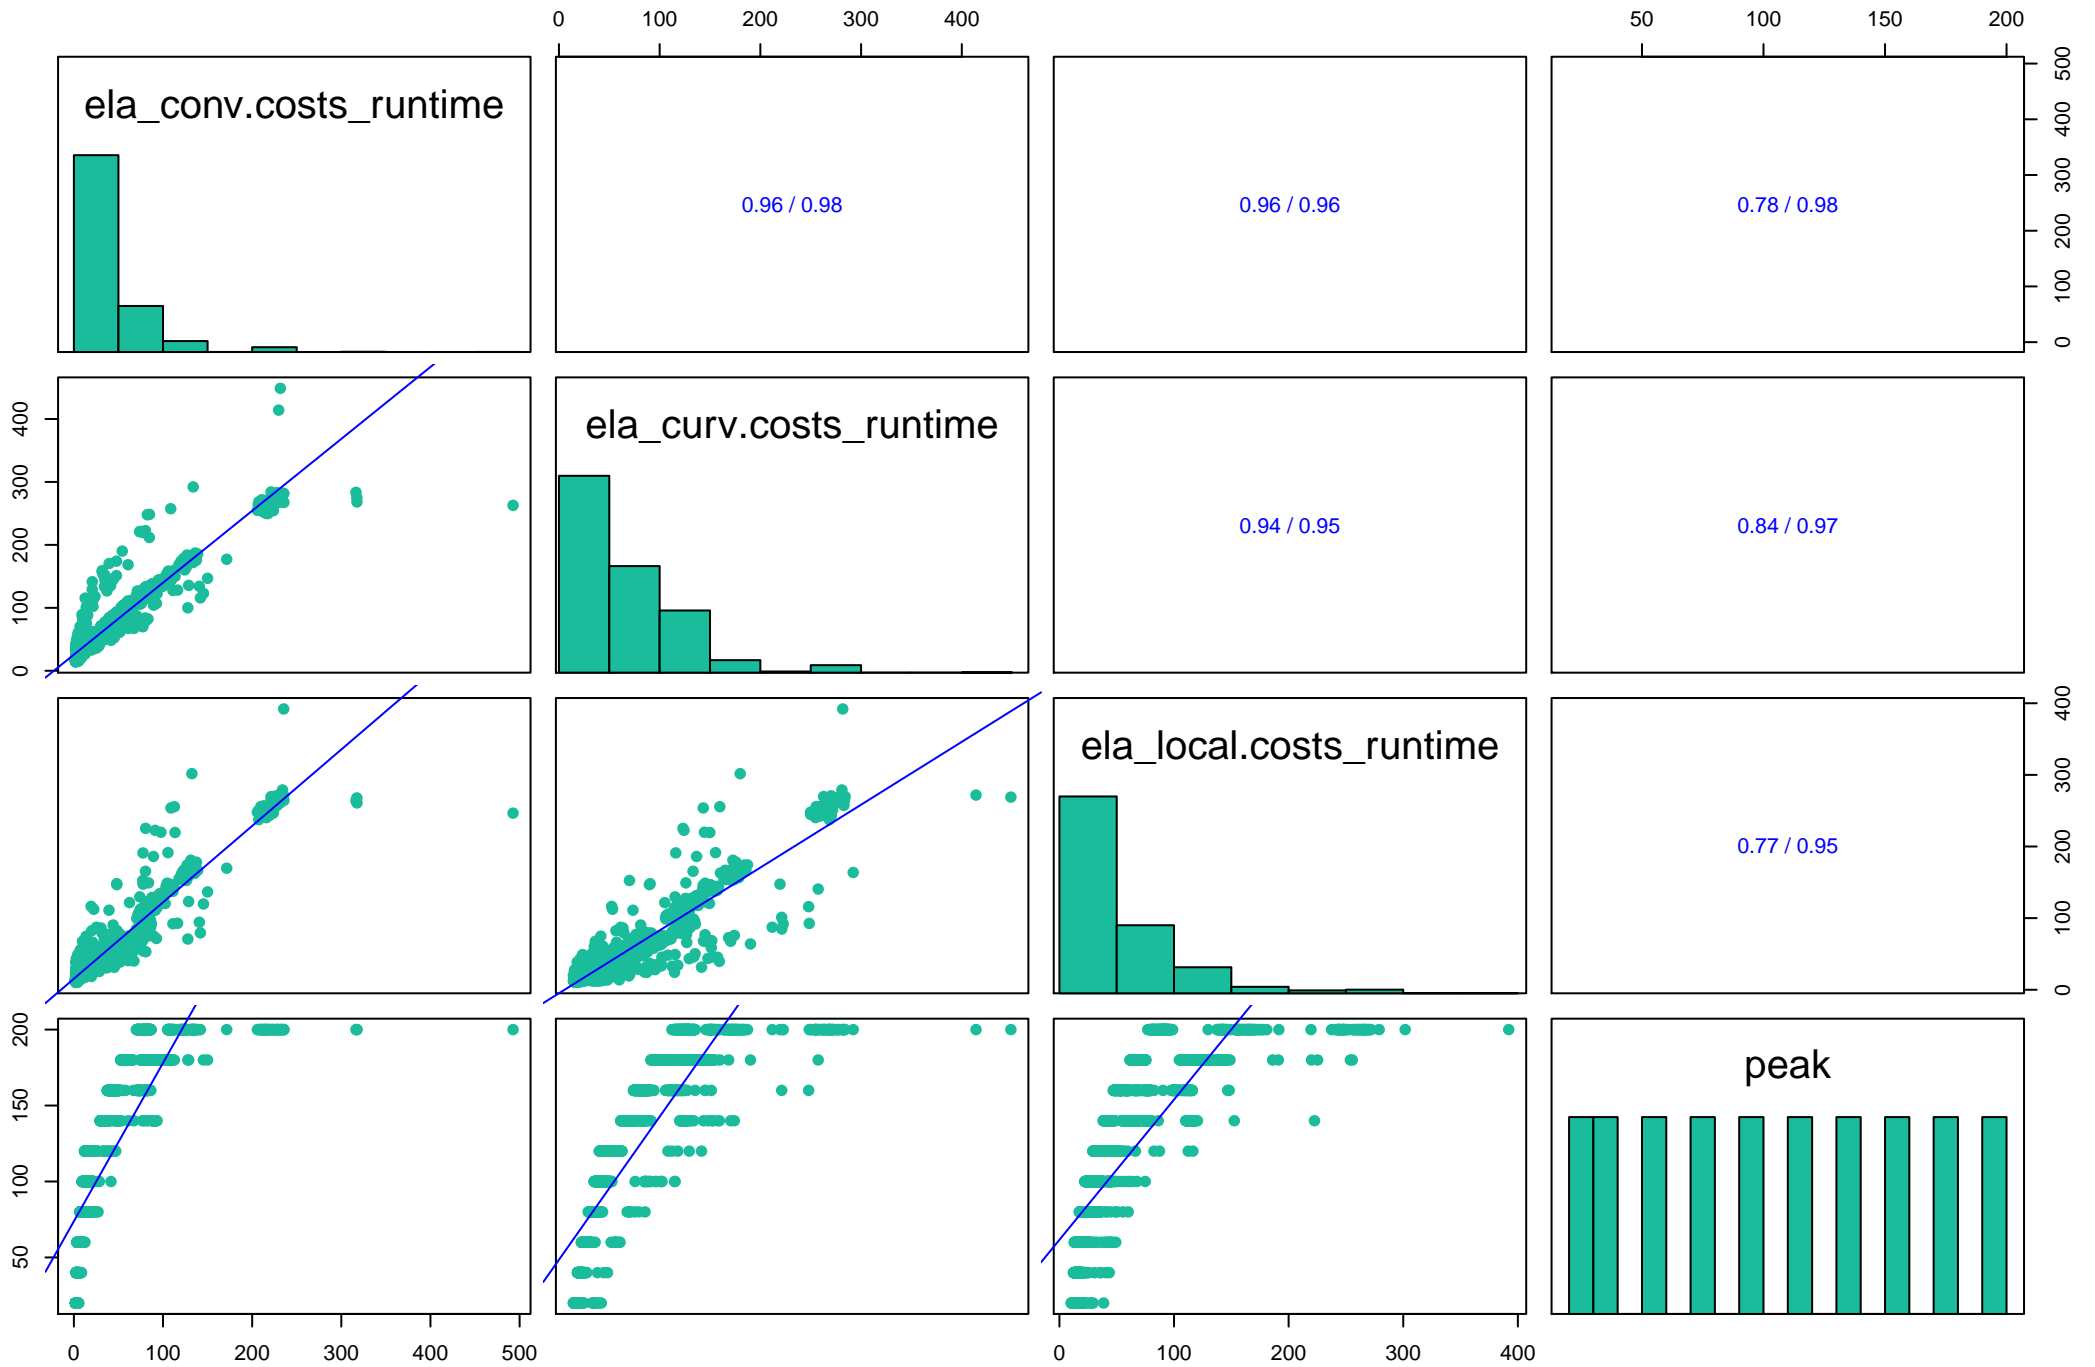 0 100 200 300 400
50 100 150 200
ela_conv.costs_runtime
0.96 / 0.98
0.96 / 0.96
0.78 / 0.98
0 100 200 300 400 500
0 100 200 300 400
ela_curv.costs_runtime
0.94 / 0.95
0.84 / 0.97
ela_local.costs_runtime
0.77 / 0.95
0 100 200 300 400
50 100 150 200
peak
0 100 200 300 400 500
0 100 200 300 400